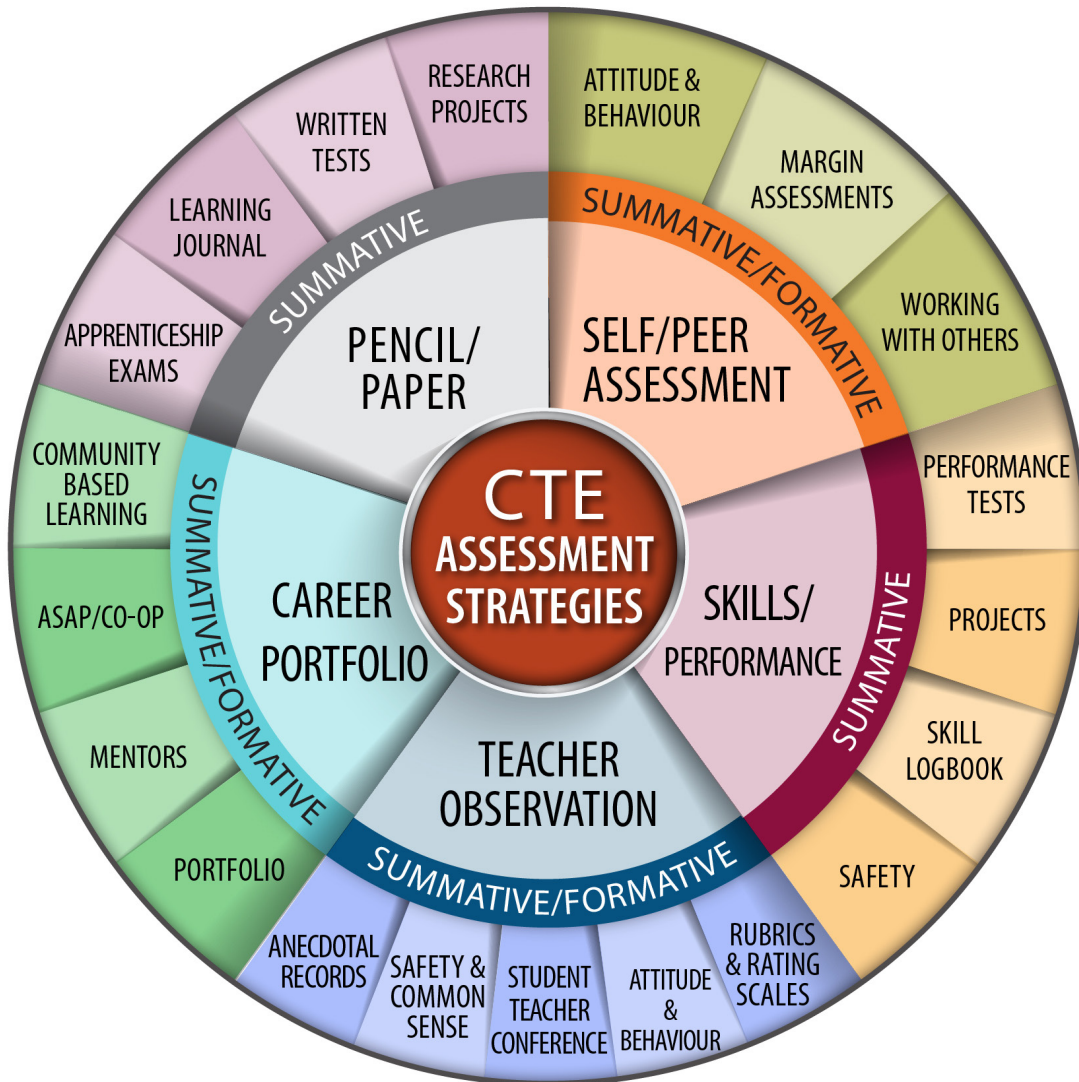 CTE
ASSESSMENT
STRATEGIES
PENCIL/
PAPER
SUMMATIVE
APPRENTICESHIP
EXAMS
LEARNING
JOURNAL
WRITTEN
TESTS
RESEARCH
PROJECTS
SELF/PEER
ASSESSMENT
SUMMATIVE/FORMATIVE
ATTITUDE &
BEHAVIOUR
MARGIN
ASSESSMENTS
WORKING
WITH OTHERS
SKILLS/
PERFORMANCE
SUMMATIVE
PERFORMANCE
TESTS
PROJECTS
SKILL
LOGBOOK
SAFETY
TEACHER
OBSERVATION
SUMMATIVE/FORMATIVE
RUBRICS
& RATING
SCALES
ATTITUDE
&
BEHAVIOUR
STUDENT
TEACHER
CONFERENCE
SAFETY &
COMMON
SENSE
ANECDOTAL
RECORDS
CAREER
PORTFOLIO
SUMMATIVE/FORMATIVE
PORTFOLIO
MENTORS
ASAP/CO-OP
COMMUNITY
BASED
LEARNING